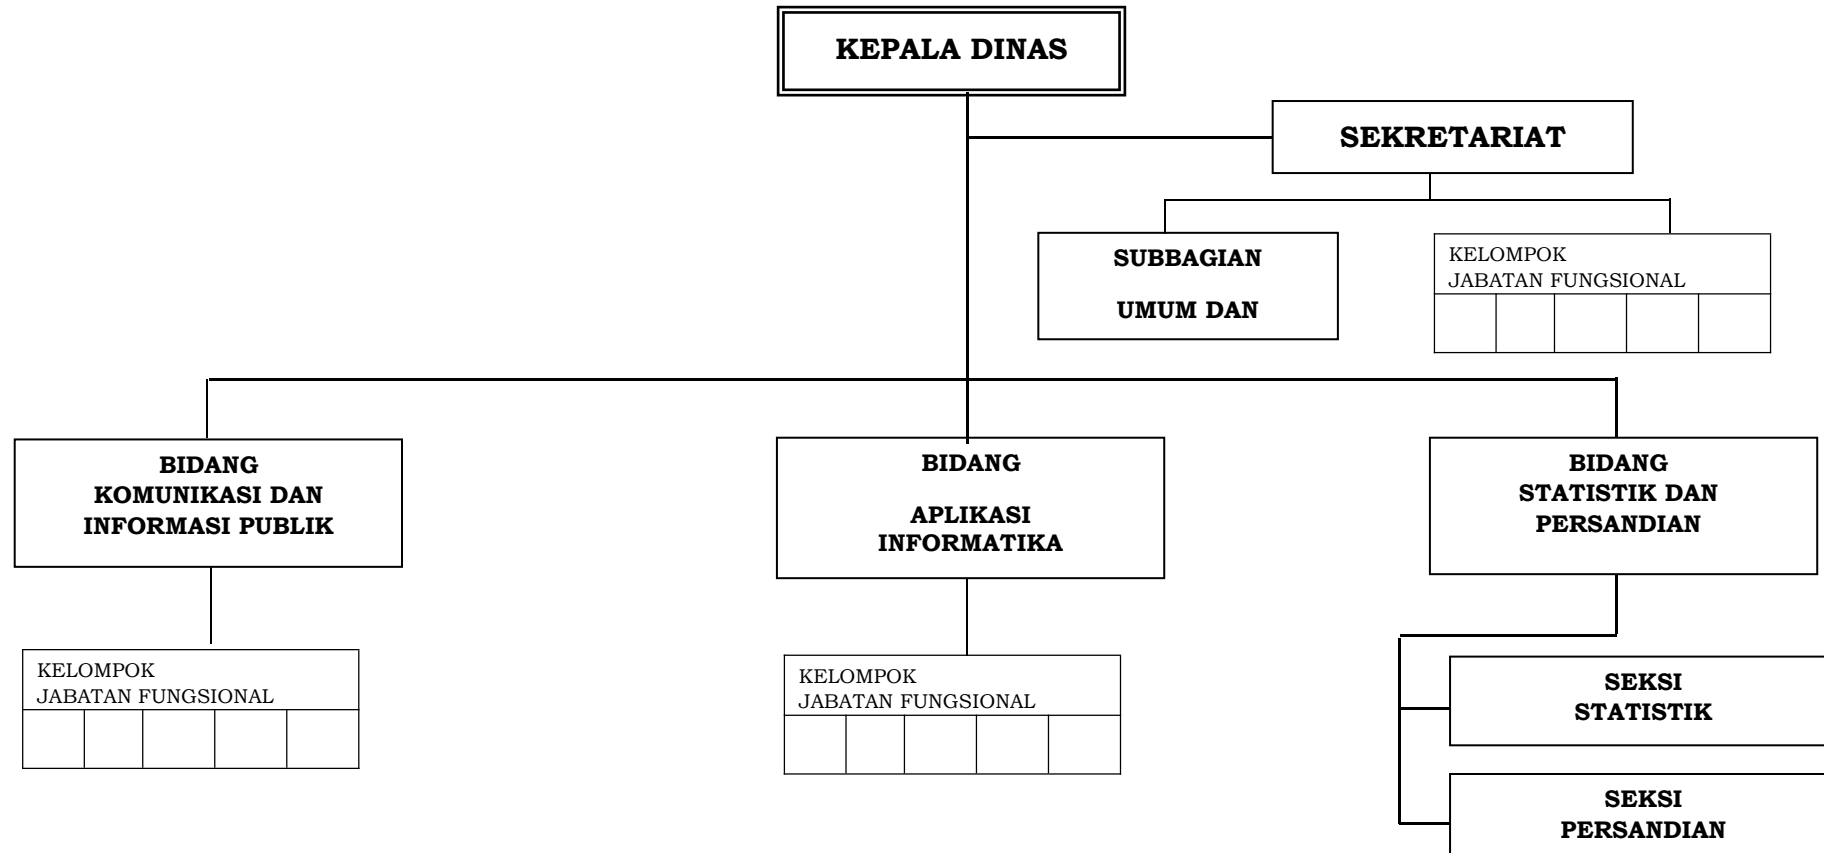 KEPALA DINAS
SEKRETARIAT
SUBBAGIAN
UMUM DAN
KELOMPOK
JABATAN FUNGSIONAL
BIDANG
KOMUNIKASI DAN
INFORMASI PUBLIK
BIDANG
APLIKASI
INFORMATIKA
BIDANG
STATISTIK DAN
PERSANDIAN
KELOMPOK
JABATAN FUNGSIONAL
KELOMPOK
JABATAN FUNGSIONAL
SEKSI
STATISTIK
SEKSI
PERSANDIAN